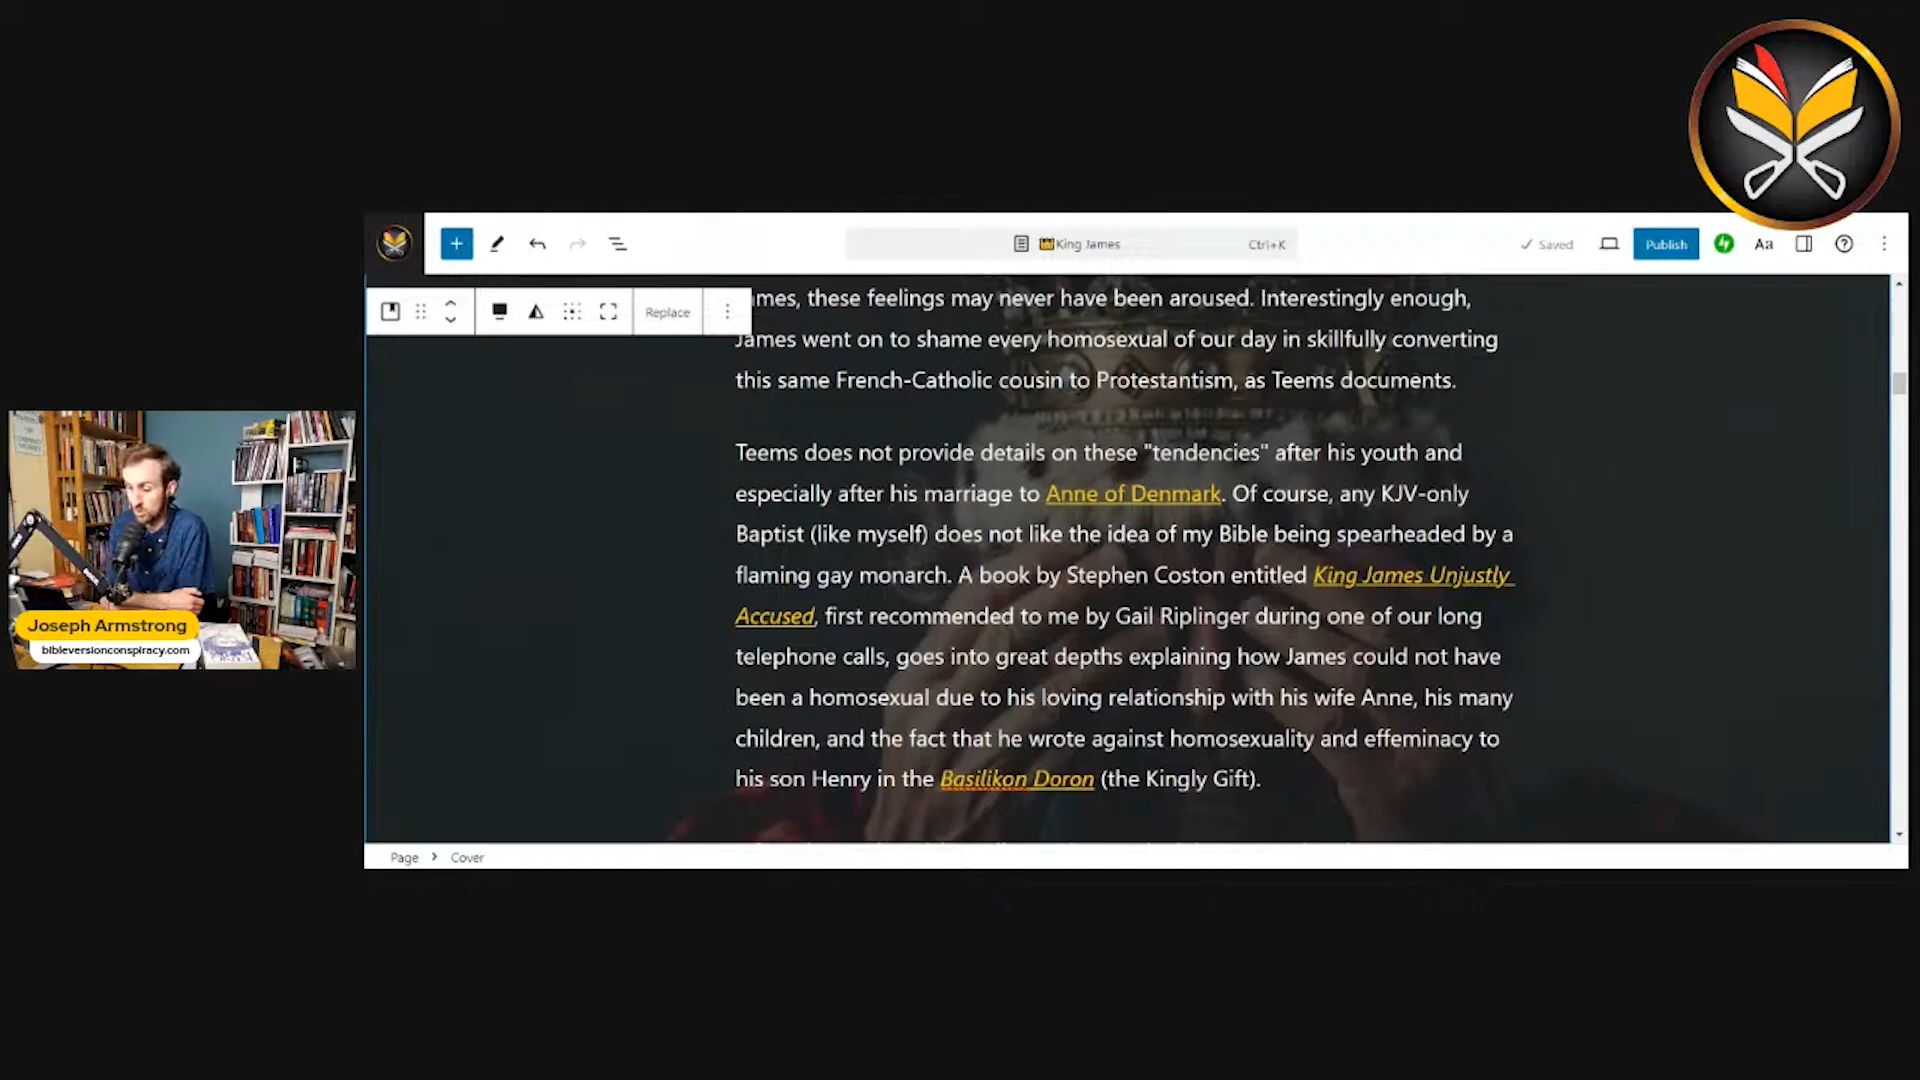 King James
Ctrl+K
Saved
Publish
Aa
Replace
mes, these feelings may never have been aroused. Interestingly enough,
James went on to shame every homosexual of our day in skillfully converting
this same French-Catholic cousin to Protestantism, as Teems documents.
Teems does not provide details on these "tendencies" after his youth and
especially after his marriage to Anne of Denmark. Of course, any KJV-only
Baptist (like myself) does not like the idea of my Bible being spearheaded by a
flaming gay monarch. A book by Stephen Coston entitled King James Unjustly
Accused, first recommended to me by Gail Riplinger during one of our long
telephone calls, goes into great depths explaining how James could not have
been a homosexual due to his loving relationship with his wife Anne, his many
children, and the fact that he wrote against homosexuality and effeminacy to
his son Henry in the Basilikon Doron (the Kingly Gift).
Joseph Armstrong
bibleversionconspiracy.com
Page
Cover